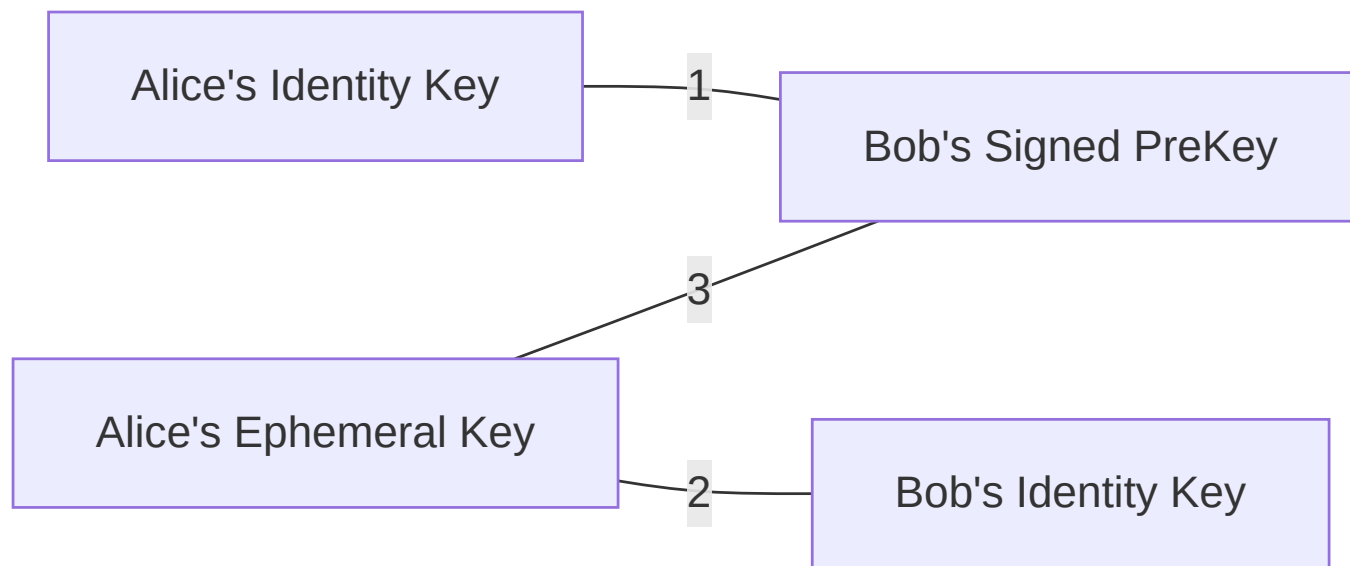 Alice's Identity Key
1
Bob's Signed PreKey
3
Alice's Ephemeral Key
2
Bob's Identity Key